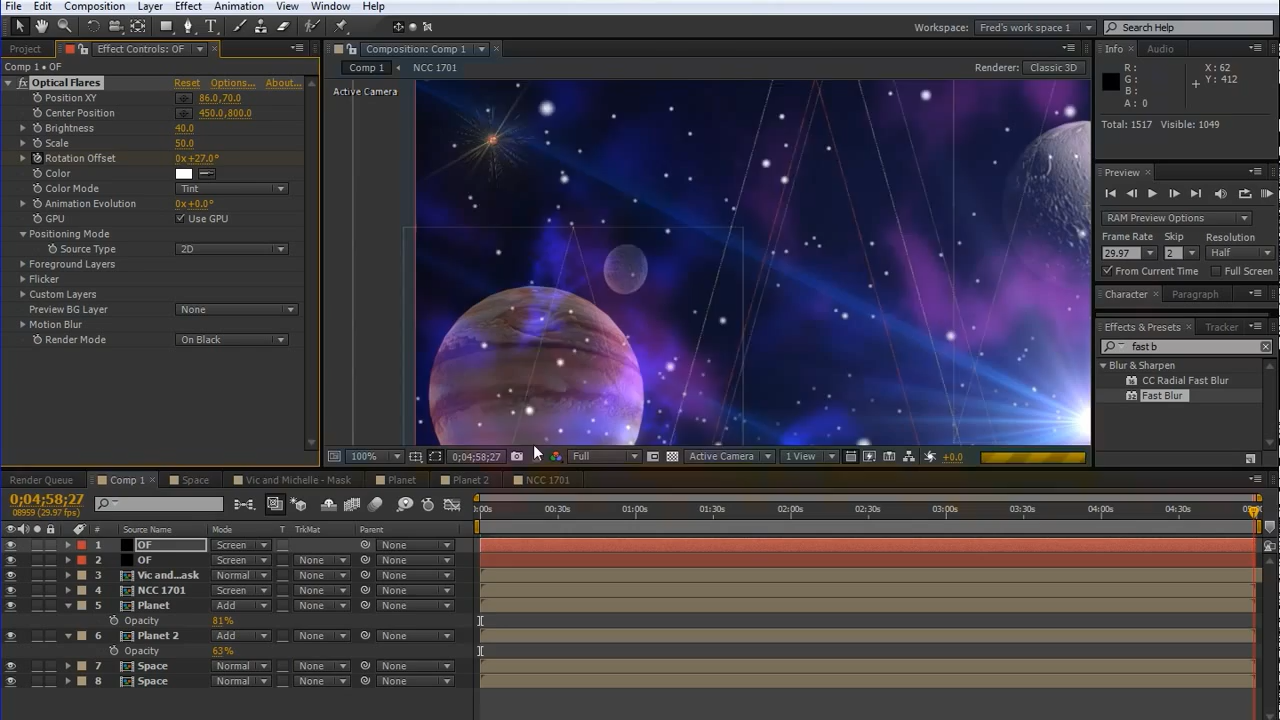 File Edit Composition Layer Effect Animation View Window Help
Workspace: Fred's work space 1 Search Help
Project Effect Controls: OF Composition: Comp 1 Info Audio
Comp 1 • OF
Comp 1 NCC 1701 Renderer: Classic 3D
Optical Flares Reset Options... About...
Position XY 86.0,70.0
Center Position 450.0,800.0
Brightness 40.0
Scale 50.0
Rotation Offset 0x+27.0°
Color
Color Mode Tint
Animation Evolution 0x+0.0°
GPU Use GPU
Positioning Mode
Source Type 2D
Foreground Layers
Flicker
Custom Layers
Preview BG Layer None
Motion Blur
Render Mode On Black
Active Camera
R: X: 62
G: Y: 412
B:
A: 0
Total: 1517 Visible: 1049
Preview
RAM Preview Options
Frame Rate Skip Resolution
29.97 2 Half
From Current Time Full Screen
Character Paragraph
Effects & Presets Tracker
fast b
Blur & Sharpen
CC Radial Fast Blur
Fast Blur
100% 0;04;58;27 Full Active Camera 1 View +0.0
Render Queue Comp 1 Space Vic and Michelle - Mask Planet Planet 2 NCC 1701
0;04;58;27
08959 (29.97 fps)
00s 00:30s 01:00s 01:30s 02:00s 02:30s 03:00s 03:30s 04:00s 04:30s
# Source Name Mode T TrkMat Parent
1 OF Screen None
2 OF Screen None None
3 Vic and...ask Normal None None
4 NCC 1701 Screen None None
5 Planet Add None None
Opacity 81%
6 Planet 2 Add None None
Opacity 63%
7 Space Normal None None
8 Space Normal None None